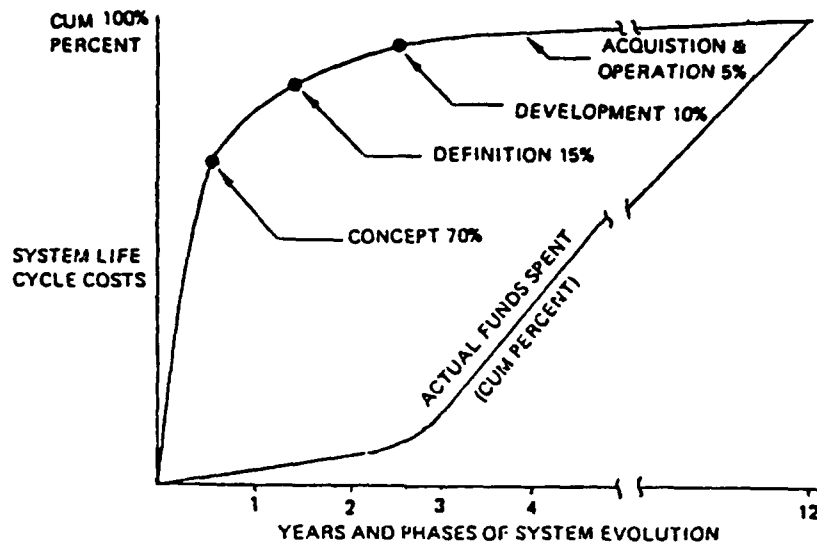 CUM 100%
PERCENT
ACQUISTION &
OPERATION 5%
DEVELOPMENT 10%
DEFINITION 15%
CONCEPT 70%
SYSTEM LIFE
CYCLE COSTS
ACTUAL FUNDS SPENT
(CUM PERCENT)
1 2 3 4 12
YEARS AND PHASES OF SYSTEM EVOLUTION